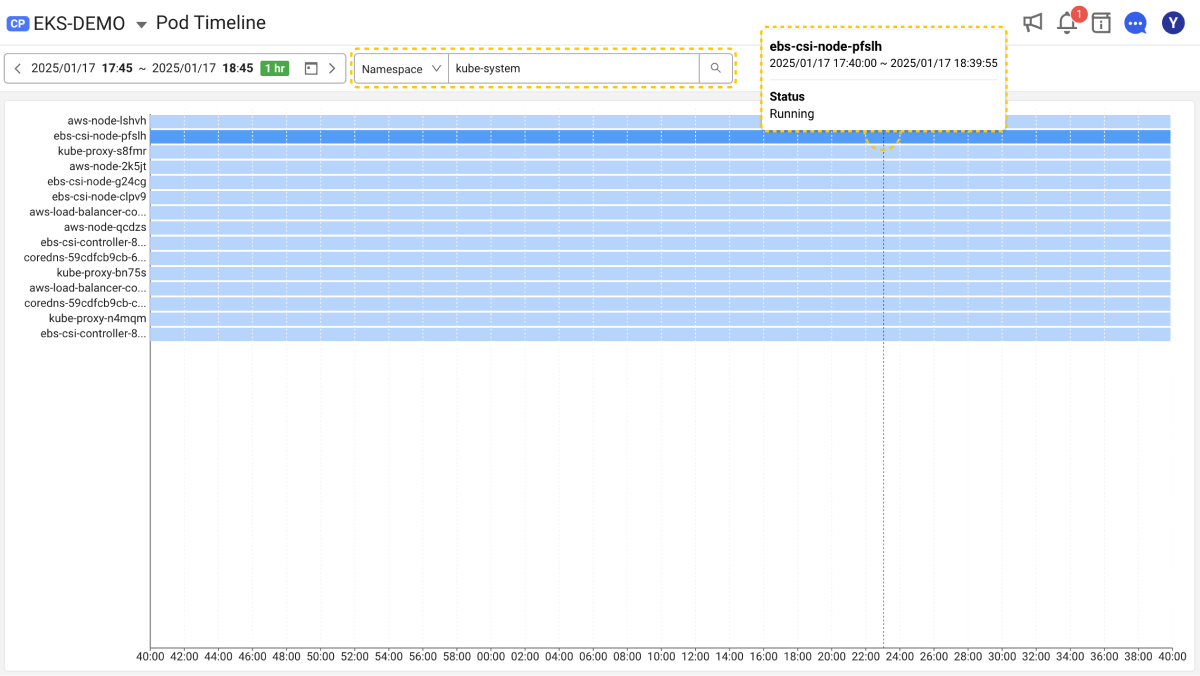 CP EKS-DEMO Pod Timeline
1
Y
2025/01/17 17:45 ~ 2025/01/17 18:45 1 hr
Namespace kube-system
ebs-csi-node-pfslh
2025/01/17 17:40:00 ~ 2025/01/17 18:39:55
Status
Running
aws-node-lshvh
ebs-csi-node-pfslh
kube-proxy-s8fmr
aws-node-2k5jt
ebs-csi-node-g24cg
ebs-csi-node-clpv9
aws-load-balancer-co...
aws-node-qcdzs
ebs-csi-controller-8...
coredns-59cdfcb9cb-6...
kube-proxy-bn75s
aws-load-balancer-co...
coredns-59cdfcb9cb-c...
kube-proxy-n4mqm
ebs-csi-controller-8...
40:00 42:00 44:00 46:00 48:00 50:00 52:00 54:00 56:00 58:00 00:00 02:00 04:00 06:00 08:00 10:00 12:00 14:00 16:00 18:00 20:00 22:00 24:00 26:00 28:00 30:00 32:00 34:00 36:00 38:00 40:00